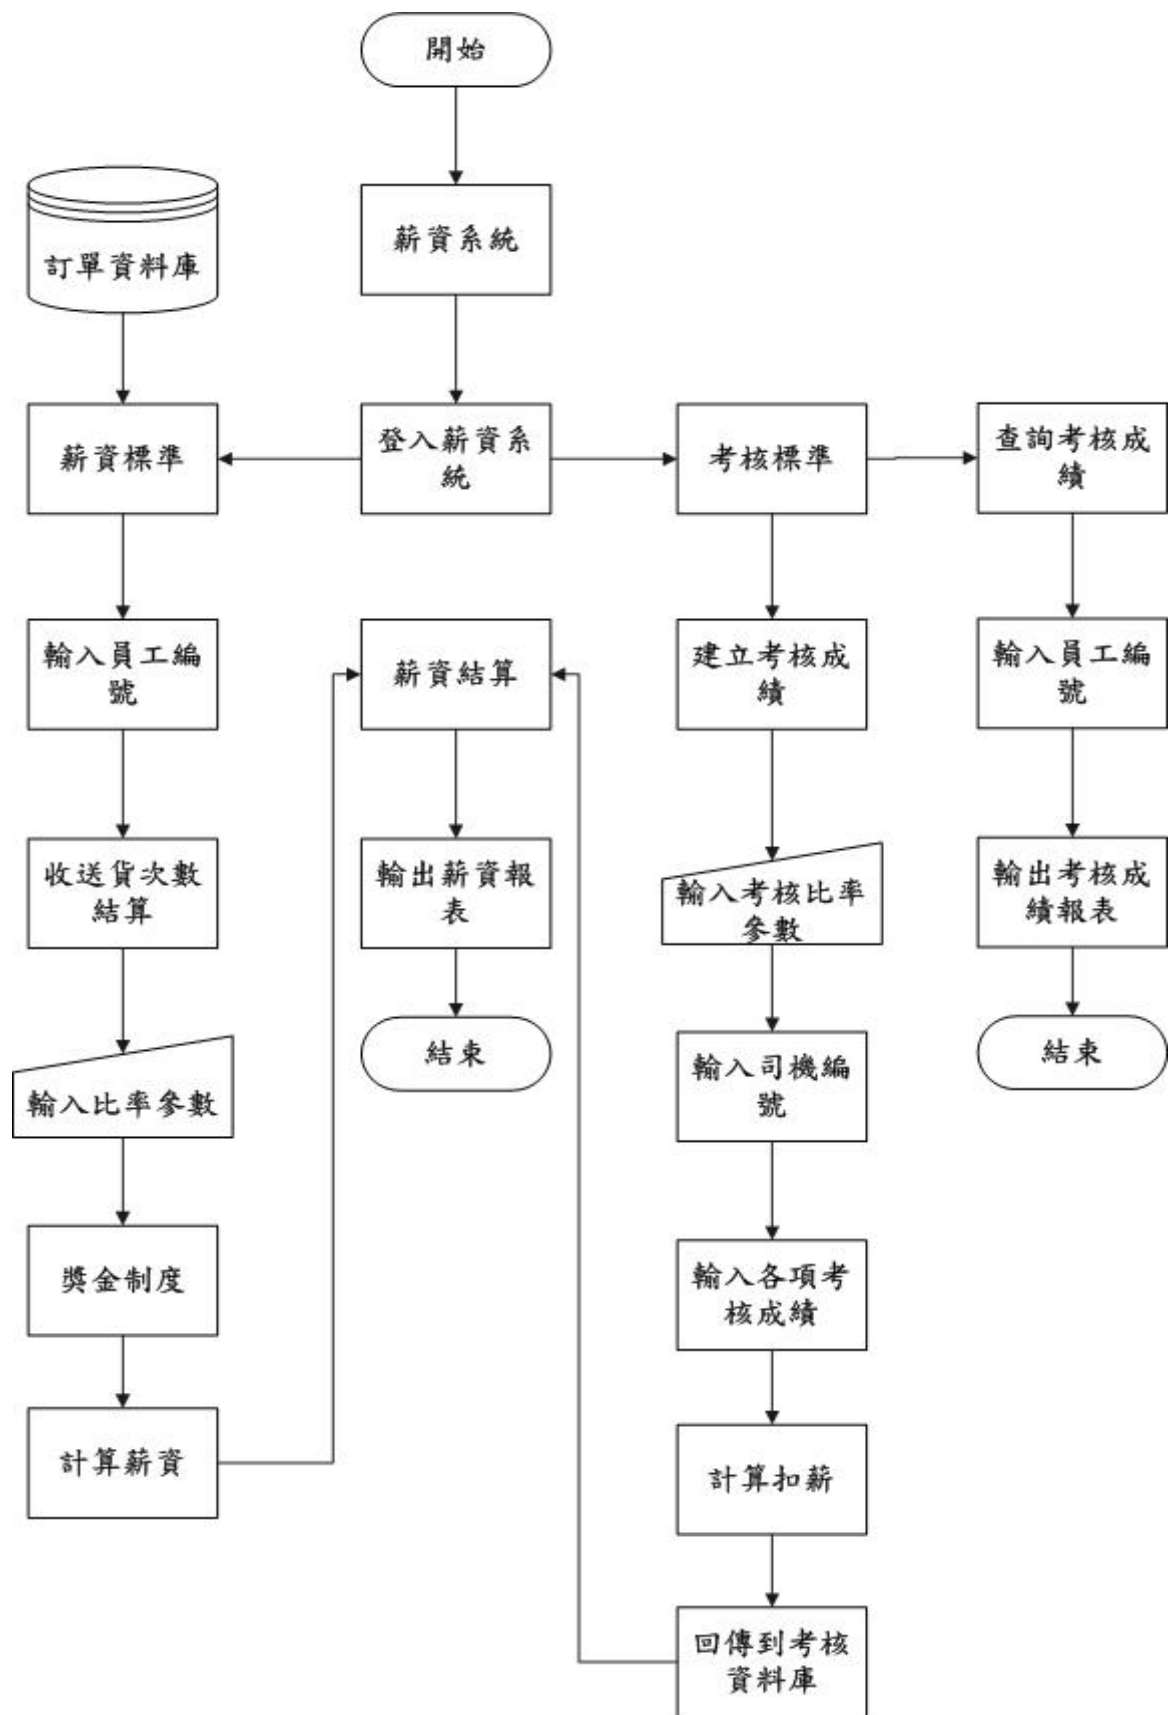 開始
薪資系統
訂單資料庫
薪資標準
登入薪資系
統
考核標準
查詢考核成
績
輸入員工編
號
薪資結算
建立考核成
績
輸入員工編
號
收送貨次數
結算
輸出薪資報
表
輸入考核比率
參數
輸出考核成
績報表
輸入比率參數
結束
輸入司機編
號
結束
獎金制度
輸入各項考
核成績
計算薪資
計算扣薪
回傳到考核
資料庫